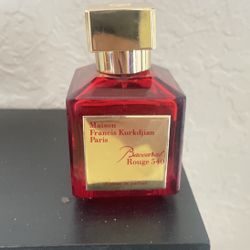 Maison
Francis Kurkdjian
Paris
Baccarat
Rouge 540